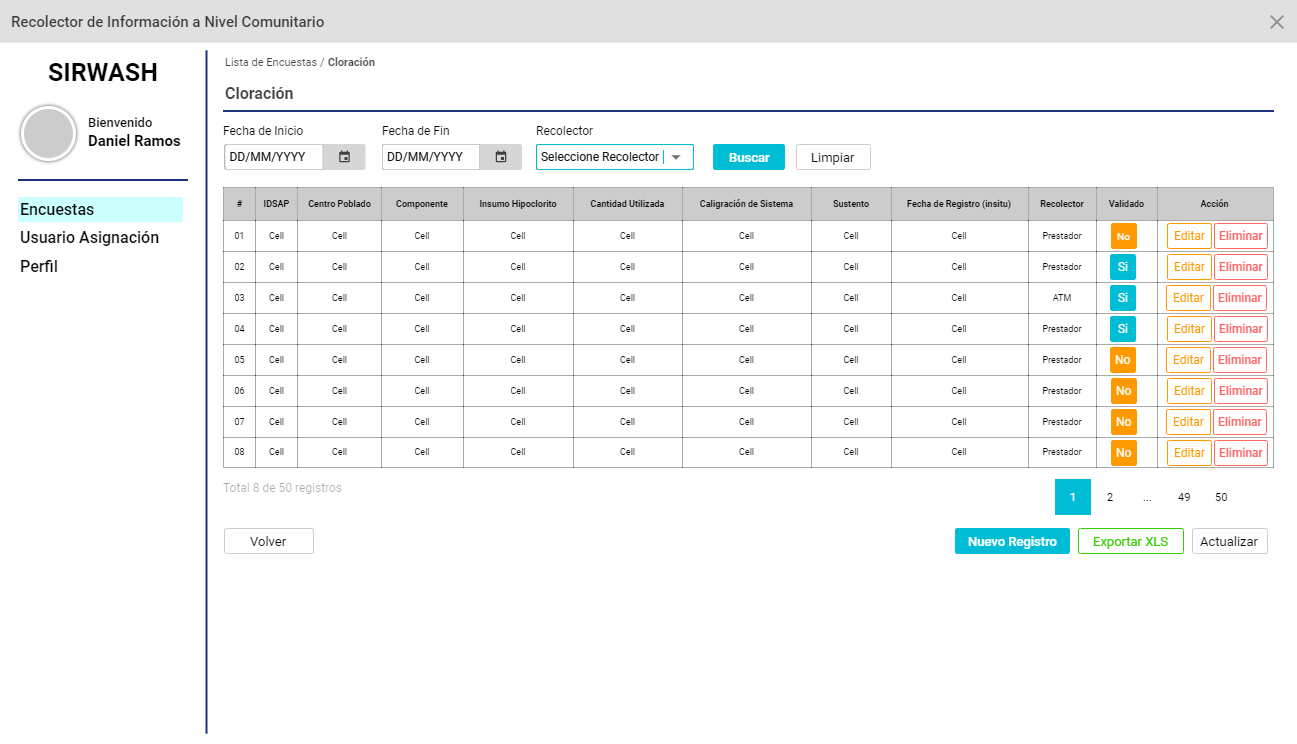 Recolector de Información a Nivel Comunitario
SIRWASH
Bienvenido
Daniel Ramos
Encuestas
Usuario Asignación
Perfil
Lista de Encuestas / Cloración
Cloración
Fecha de Inicio Fecha de Fin Recolector
DD/MM/YYYY DD/MM/YYYY Seleccione Recolector Buscar Limpiar
# IDSAP Centro Poblado Componente Insumo Hipoclorito Cantidad Utilizada Caligración de Sistema Sustento Fecha de Registro (insitu) Recolector Validado Acción
01 Cell Cell Cell Cell Cell Cell Cell Cell Prestador No Editar Eliminar
02 Cell Cell Cell Cell Cell Cell Cell Cell Prestador Si Editar Eliminar
03 Cell Cell Cell Cell Cell Cell Cell Cell ATM Si Editar Eliminar
04 Cell Cell Cell Cell Cell Cell Cell Cell Prestador Si Editar Eliminar
05 Cell Cell Cell Cell Cell Cell Cell Cell Prestador No Editar Eliminar
06 Cell Cell Cell Cell Cell Cell Cell Cell Prestador No Editar Eliminar
07 Cell Cell Cell Cell Cell Cell Cell Cell Prestador No Editar Eliminar
08 Cell Cell Cell Cell Cell Cell Cell Cell Prestador No Editar Eliminar
Total 8 de 50 registros
1 2 ... 49 50
Volver Nuevo Registro Exportar XLS Actualizar